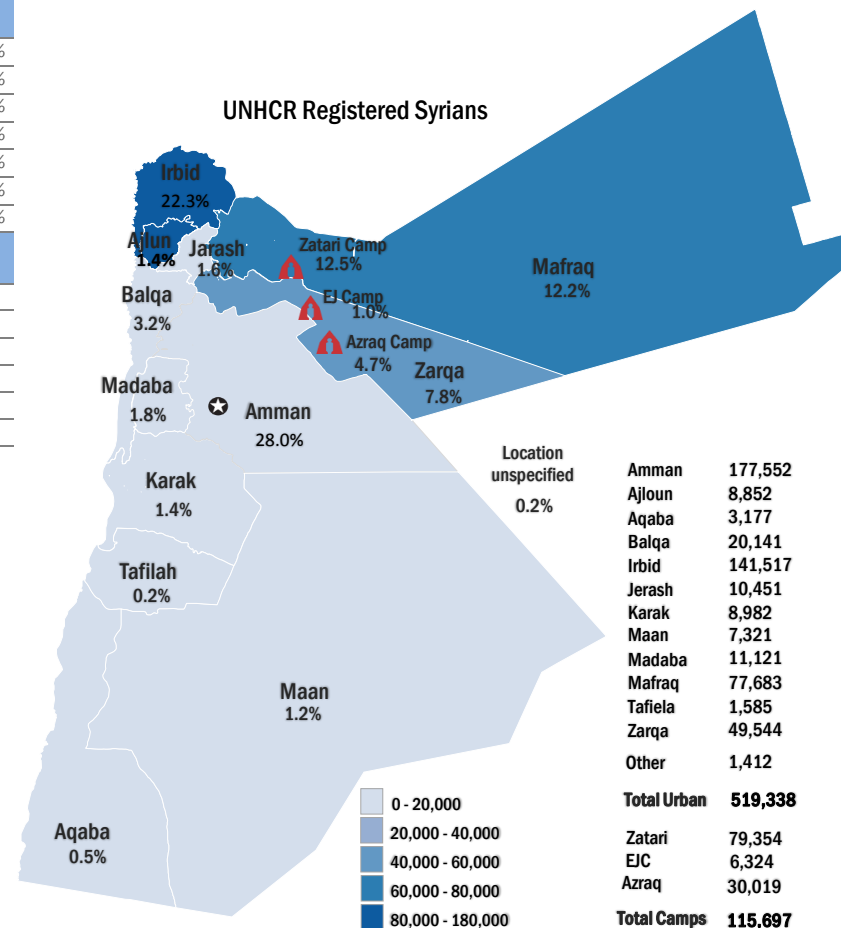 %
%
%
%
%
%
%
UNHCR Registered Syrians
Irbid
22.3%
Ajlun
1.4%
Jarash
1.6%
Zatari Camp
12.5%
Mafraq
12.2%
Balqa
3.2%
EJ Camp
1.0%
Azraq Camp
4.7%
Zarqa
7.8%
Madaba
1.8%
Amman
28.0%
Karak
1.4%
Location
unspecified
0.2%
Tafilah
0.2%
Maan
1.2%
Aqaba
0.5%
0 - 20,000
20,000 - 40,000
40,000 - 60,000
60,000 - 80,000
80,000 - 180,000
Amman 177,552
Ajloun 8,852
Aqaba 3,177
Balqa 20,141
Irbid 141,517
Jerash 10,451
Karak 8,982
Maan 7,321
Madaba 11,121
Mafraq 77,683
Tafiela 1,585
Zarqa 49,544
Other 1,412
Total Urban 519,338
Zatari 79,354
EJC 6,324
Azraq 30,019
Total Camps 115,697